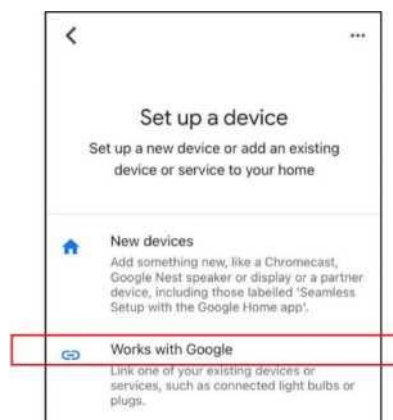 Set up a device
Set up a new device or add an existing
device or service to your home
New devices
Add something new, like a Chromecast,
Google Nest speaker or display or a partner
device, including those labelled 'Seamless
Setup with the Google Home app'.
Works with Google
Link one of your existing devices or
services, such as connected light bulbs or
plugs.